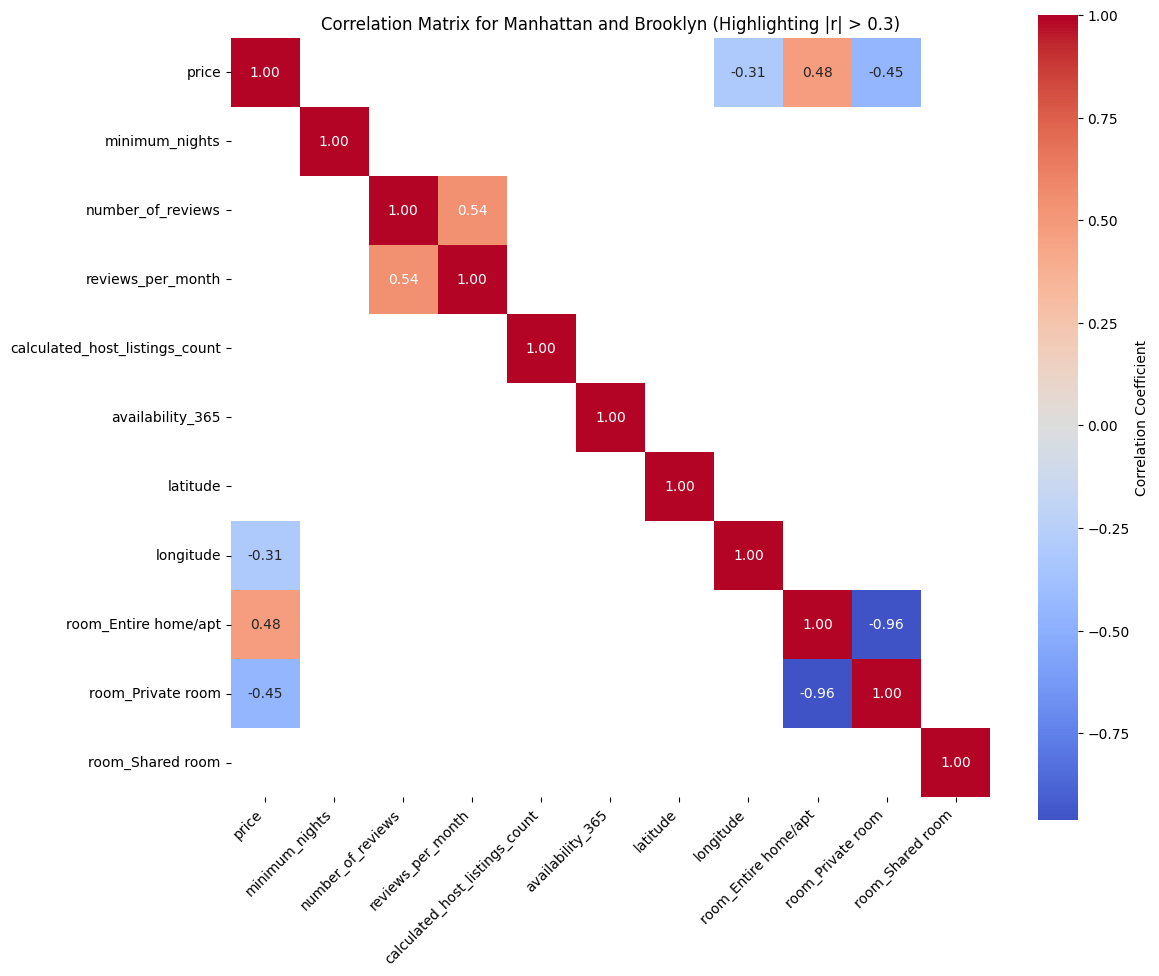 Correlation Matrix for Manhattan and Brooklyn (Highlighting |r| > 0.3)
price 1.00 -0.31 0.48 -0.45
minimum_nights 1.00
number_of_reviews 1.00 0.54
reviews_per_month 0.54 1.00
calculated_host_listings_count 1.00
availability_365 1.00
latitude 1.00
longitude -0.31 1.00
room_Entire home/apt 0.48 1.00 -0.96
room_Private room -0.45 -0.96 1.00
room_Shared room 1.00
price
minimum_nights
number_of_reviews
reviews_per_month
calculated_host_listings_count
availability_365
latitude
longitude
room_Entire home/apt
room_Private room
room_Shared room
1.00
0.75
0.50
0.25
0.00
−0.25
−0.50
−0.75
Correlation Coefficient